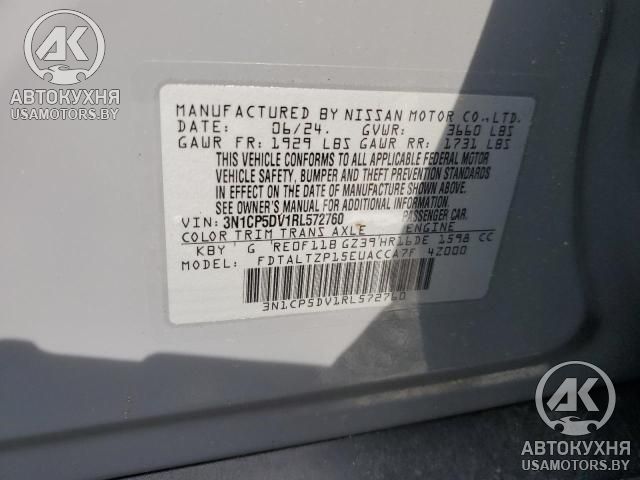 AK
АВТОКУХНЯ
USAMOTORS.BY
MANUFACTURED BY NISSAN MOTOR CO.,LTD.
DATE: 06/24. GVWR: 3660 LBS
GAWR FR: 1929 LBS GAWR RR: 1731 LBS
THIS VEHICLE CONFORMS TO ALL APPLICABLE FEDERAL MOTOR
VEHICLE SAFETY, BUMPER AND THEFT PREVENTION STANDARDS
IN EFFECT ON THE DATE OF MANUFACTURE SHOWN ABOVE.
SEE OWNER'S MANUAL FOR ADDITIONAL INFORMATION.
VIN: 3N1CP5DV1RL572760 PASSENGER CAR.
COLOR TRIM TRANS AXLE ENGINE
KBY G RE0F11B GZ39 HR16DE 1598 CC
MODEL: FDTALTZP15EUACCA7F 4Z000
3N1CP5DV1RL572760
AK
АВТОКУХНЯ
USAMOTORS.BY